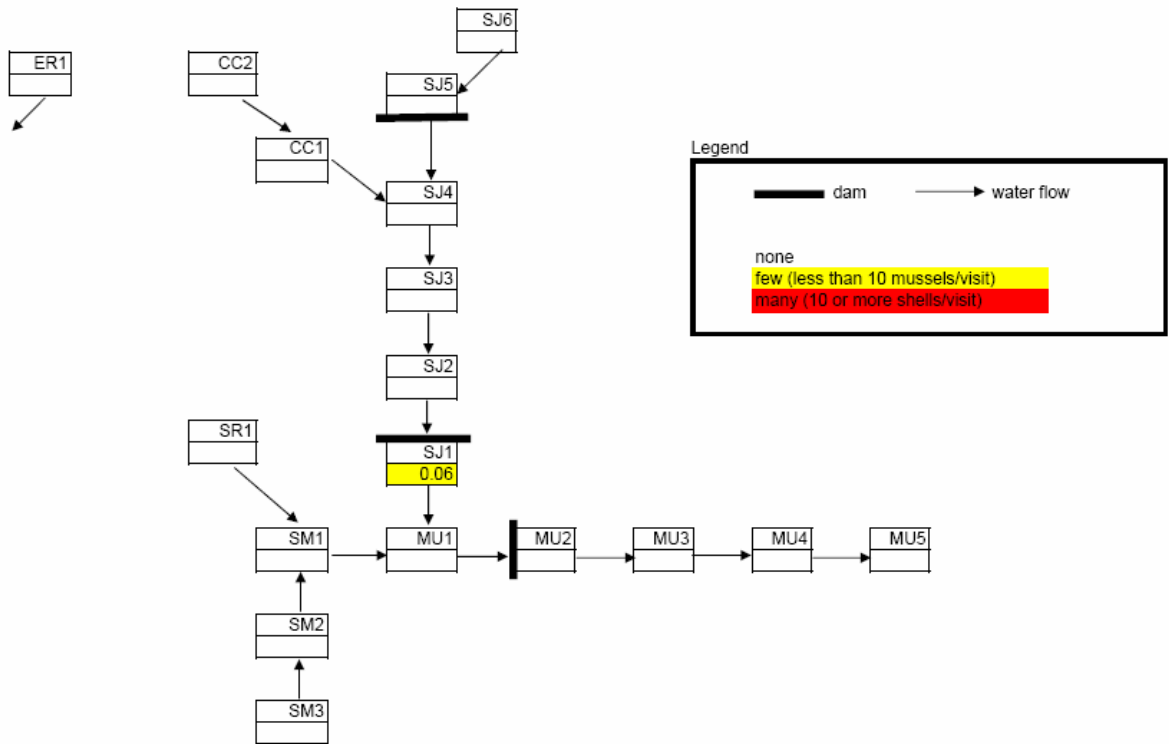 SJ6
ER1
CC2
SJ5
CC1
Legend
SJ4
dam
water flow
none
few (less than 10 mussels/visit)
many (10 or more shells/visit)
SJ3
SJ2
SR1
SJ1
0.06
SM1
MU1
MU2
MU3
MU4
MU5
SM2
SM3